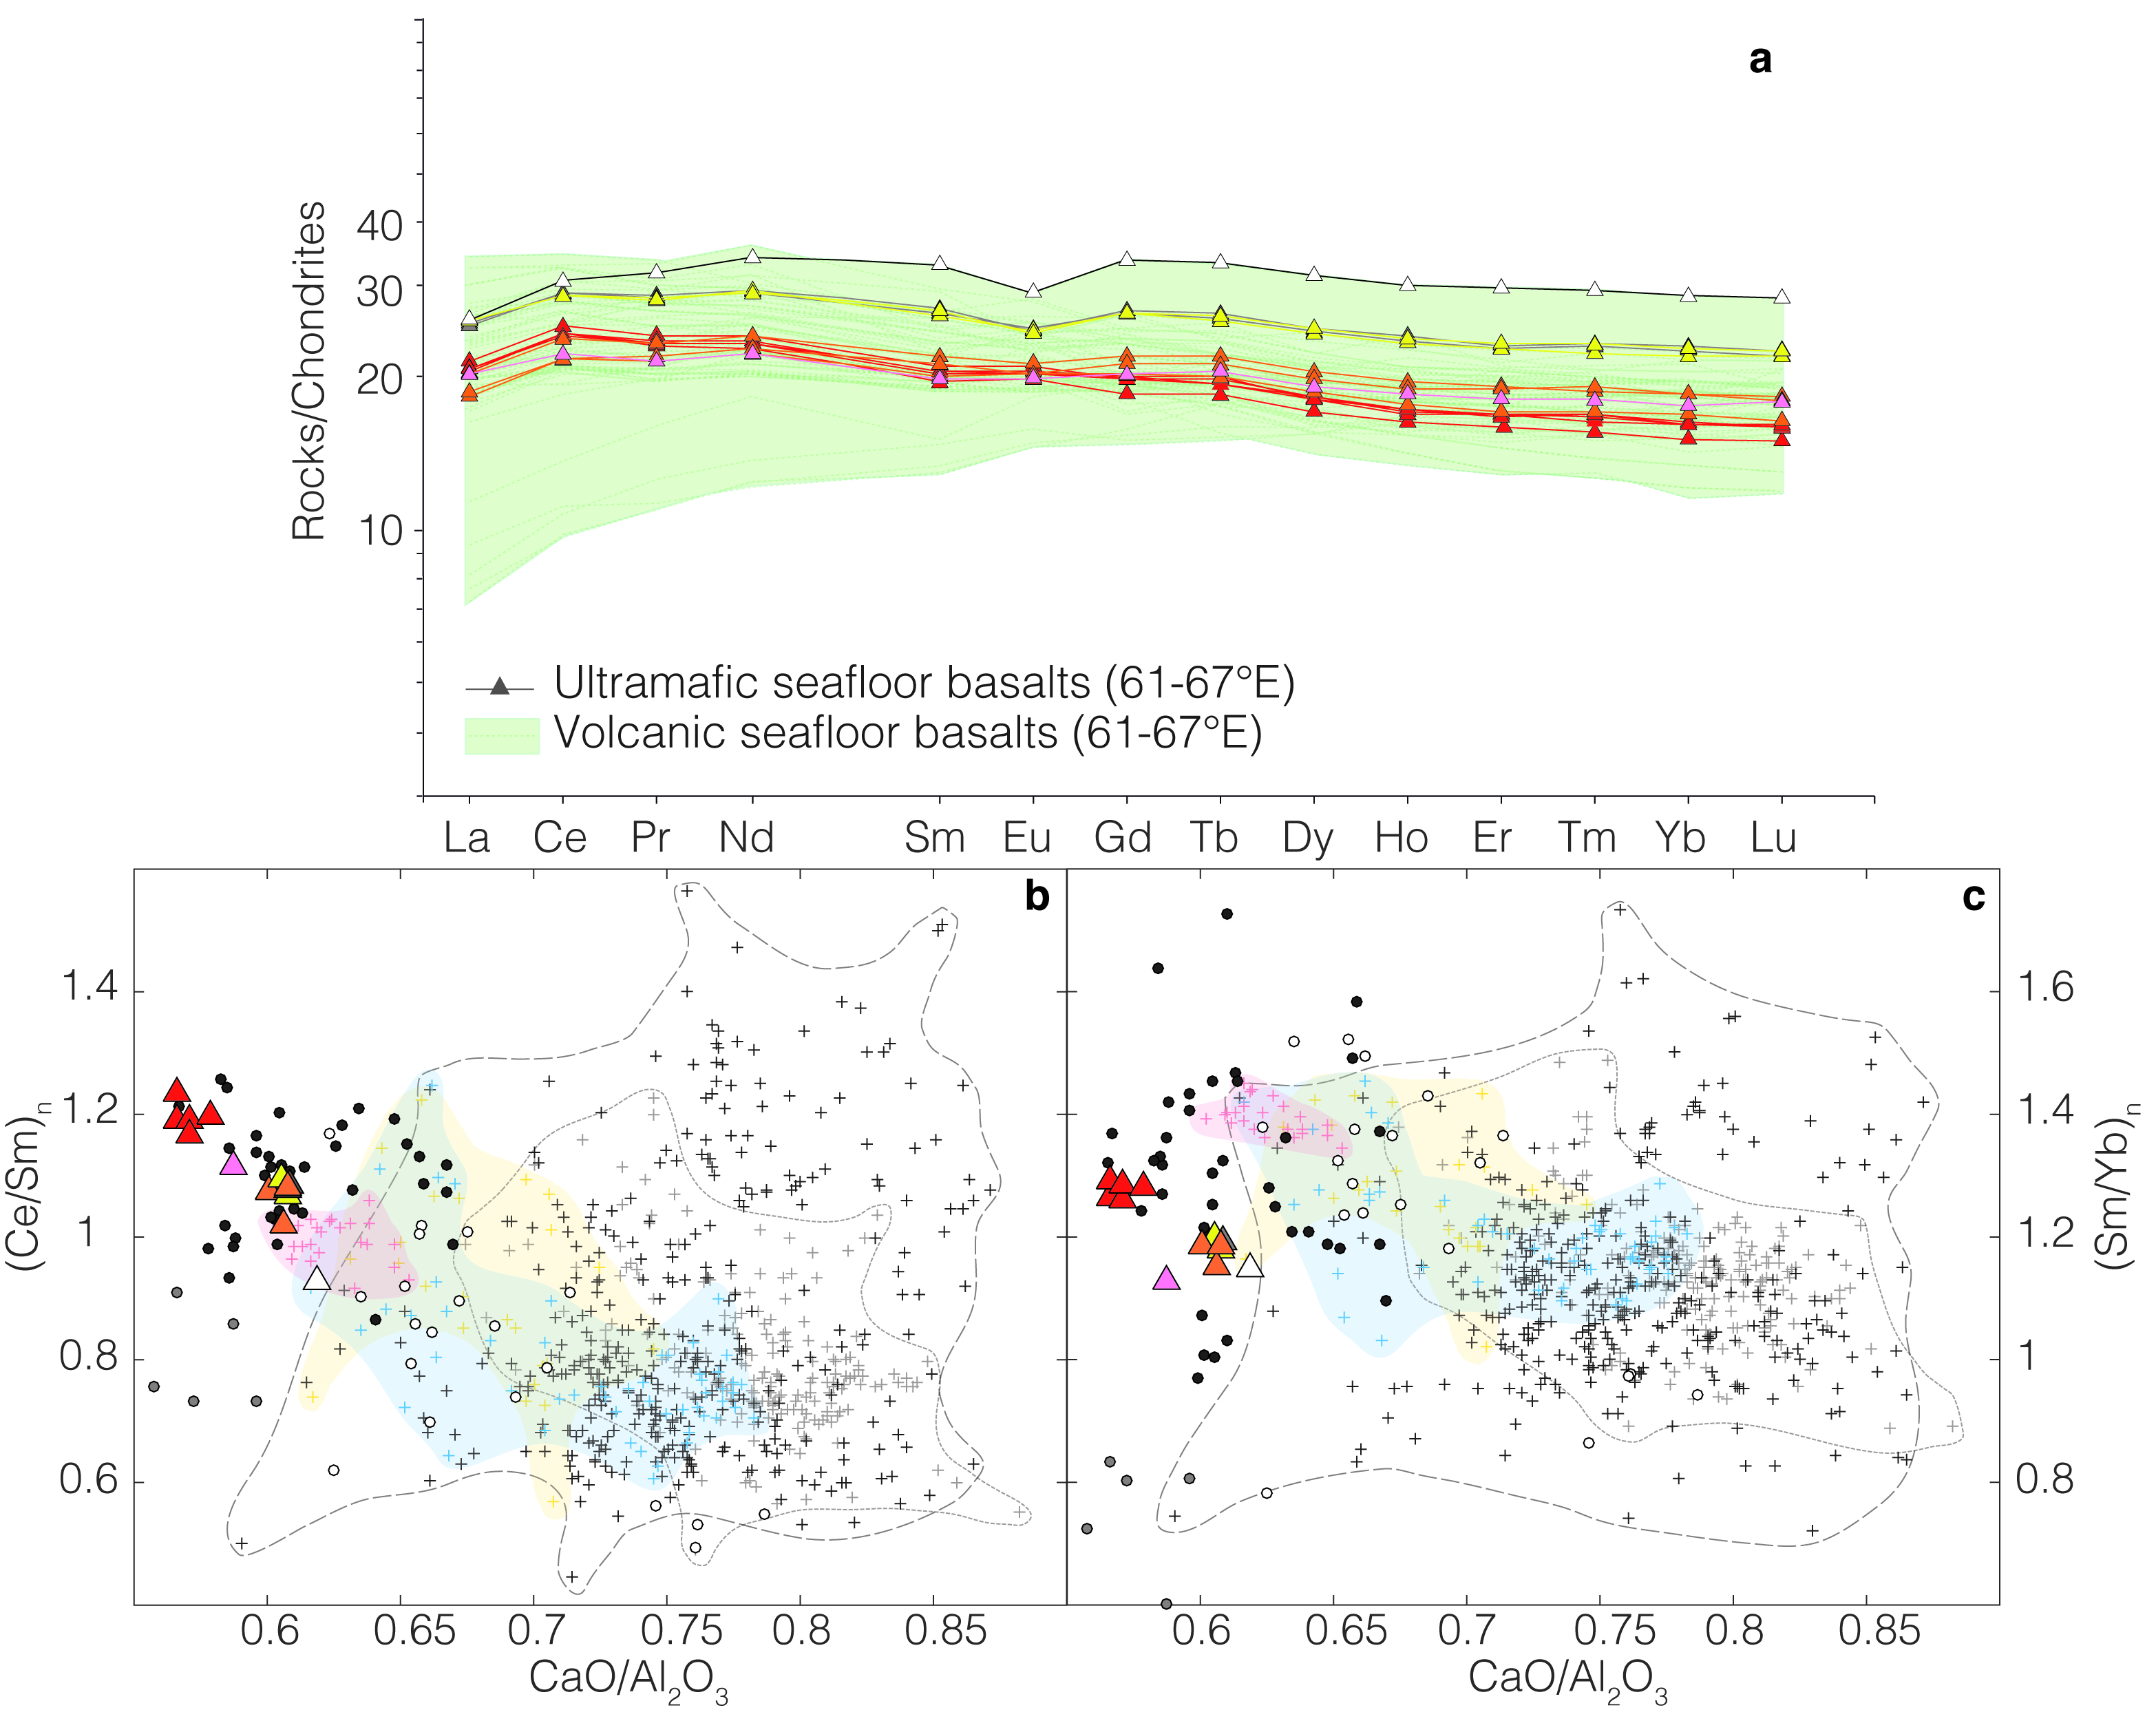 a
Rocks/Chondrites
40
30
20
10
Ultramafic seafloor basalts (61-67°E)
Volcanic seafloor basalts (61-67°E)
La Ce Pr Nd Sm Eu Gd Tb Dy Ho Er Tm Yb Lu
b
c
(Ce/Sm)n
1.4
1.2
1
0.8
0.6
1.6
1.4
1.2
1
0.8
(Sm/Yb)n
0.6 0.65 0.7 0.75 0.8 0.85
0.6 0.65 0.7 0.75 0.8 0.85
CaO/Al2O3
CaO/Al2O3